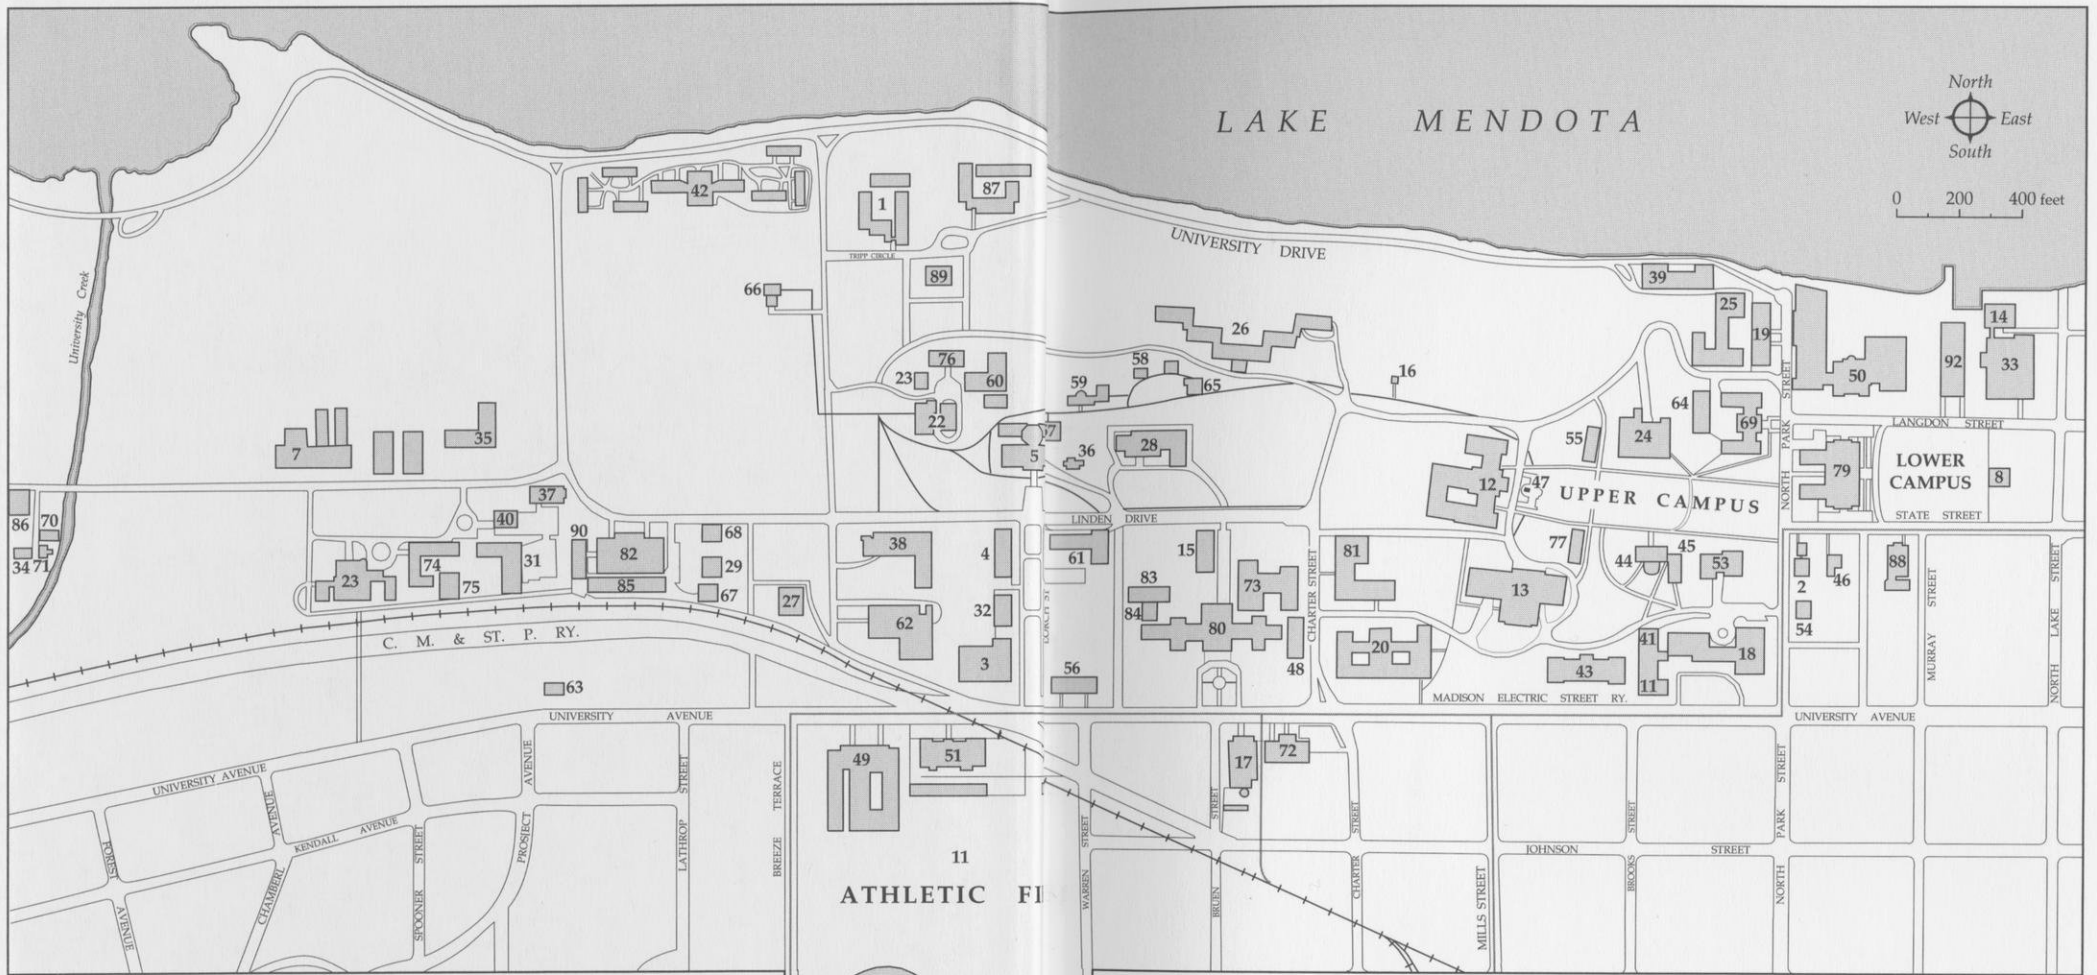 North
West East
South
LAKE MENDOTA
0 200 400 feet
UNIVERSITY DRIVE
University Creek
TRIPP CIRCLE
42
1
87
89
66
39
25
19
14
26
16
50
92
33
76
23
60
58
59
65
64
69
24
55
22
57
5
36
28
LANGDON STREET
7
35
12
47
UPPER CAMPUS
NORTH PARK STREET
79
LOWER CAMPUS
8
STATE STREET
86
70
34
71
37
40
90
82
68
LINDEN DRIVE
38
4
61
15
81
77
44
45
53
2
46
88
23
74
75
31
85
29
67
27
83
84
73
13
54
32
62
3
80
48
CHARTER STREET
20
43
41
11
18
MURRAY STREET
NORTH LAKE STREET
C. M. & ST. P. RY.
63
56
MADISON ELECTRIC STREET RY.
UNIVERSITY AVENUE
UNIVERSITY AVENUE
49
51
17
72
UNIVERSITY AVENUE
AVENUE
KENDALL AVENUE
FOREST AVENUE
CHAMBERL
SPOONER STREET
PROSJECT AVENUE
LATHROP STREET
BREEZE TERRACE
11
ATHLETIC FI
WARREN STREET
BRUEN STREET
CHARTER STREET
MILLS STREET
BROOKS STREET
NORTH PARK STREET
JOHNSON STREET